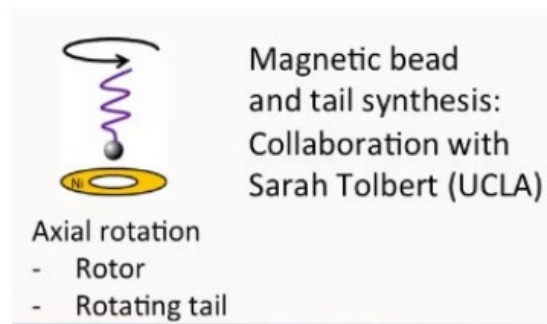 Magnetic bead
and tail synthesis:
Collaboration with
Sarah Tolbert (UCLA)
Ni
Axial rotation
- Rotor
- Rotating tail